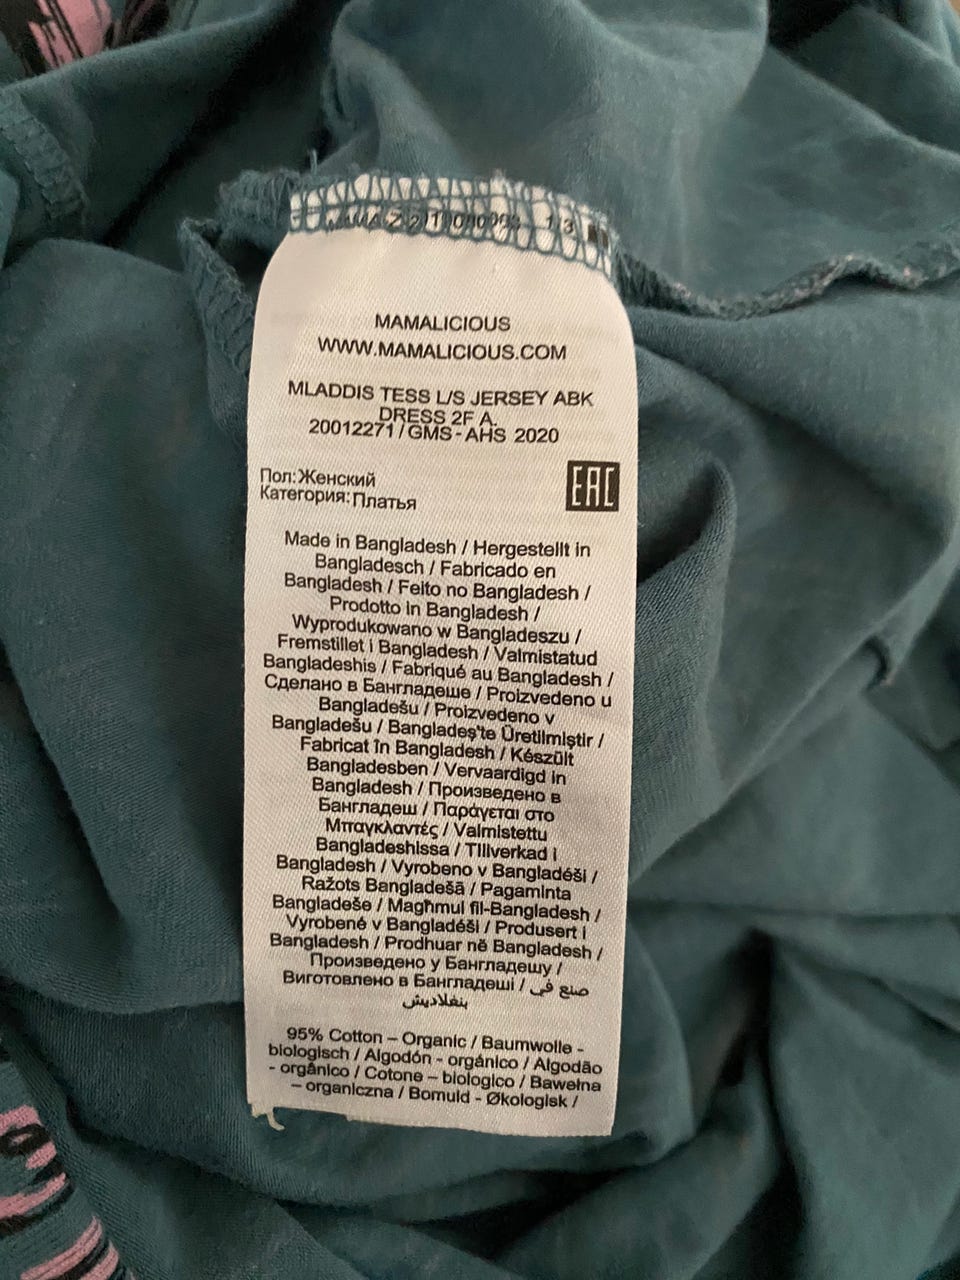 MAMALICIOUS
WWW.MAMALICIOUS.COM
MLADDIS TESS L/S JERSEY ABK
DRESS 2F A.
20012271/GMS-AHS 2020
Пол:Женский
Категория:Платья
EAC
Made in Bangladesh / Hergestellt in
Bangladesch / Fabricado en
Bangladesh / Feito no Bangladesh /
Prodotto in Bangladesh /
Wyprodukowano w Bangladeszu /
Fremstillet i Bangladesh / Valmistatud
Bangladeshis / Fabriqué au Bangladesh /
Сделано в Бангладеше / Proizvedeno u
Bangladešu / Proizvedeno v
Bangladešu / Bangladeş'te Üretilmiştir /
Fabricat în Bangladesh / Készült
Bangladesben / Vervaardigd in
Bangladesh / Произведено в
Бангладеш / Παράγεται στο
Μπαγκλαντές / Valmistettu
Bangladeshissa / Tillverkad i
Bangladesh / Vyrobeno v Bangladéši /
Ražots Bangladešā / Pagaminta
Bangladeše / Magħmul fil-Bangladesh /
Vyrobené v Bangladéši / Produsert i
Bangladesh / Prodhuar në Bangladesh /
Произведено у Бангладешу /
Виготовлено в Бангладеші / صنع في
بنغلاديش
95% Cotton – Organic / Baumwolle -
biologisch / Algodón - orgánico / Algodão
- orgânico / Cotone – biologico / Bawełna
– organiczna / Bomuld - Økologisk /